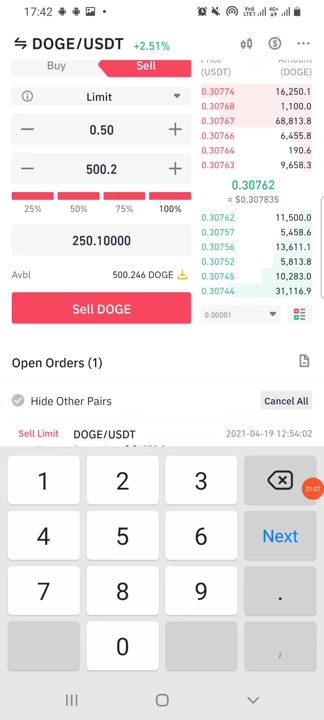 17:42
DOGE/USDT +2.51%
Buy Sell
(USDT) (DOGE)
Limit
0.50
500.2
25% 50% 75% 100%
250.10000
Avbl 500.246 DOGE
Sell DOGE
0.30774 16,250.1
0.30768 1,100.0
0.30767 68,813.8
0.30766 6,455.8
0.30764 190.6
0.30763 9,658.3
0.30762
≈ $0.307835
0.30762 11,500.0
0.30757 5,458.6
0.30756 13,611.1
0.30752 5,813.8
0.30745 10,283.0
0.30744 31,116.9
0.00001
Open Orders (1)
Hide Other Pairs Cancel All
Sell Limit DOGE/USDT 2021-04-19 12:54:02
1 2 3
21:07
4 5 6 Next
7 8 9 .
0 ,